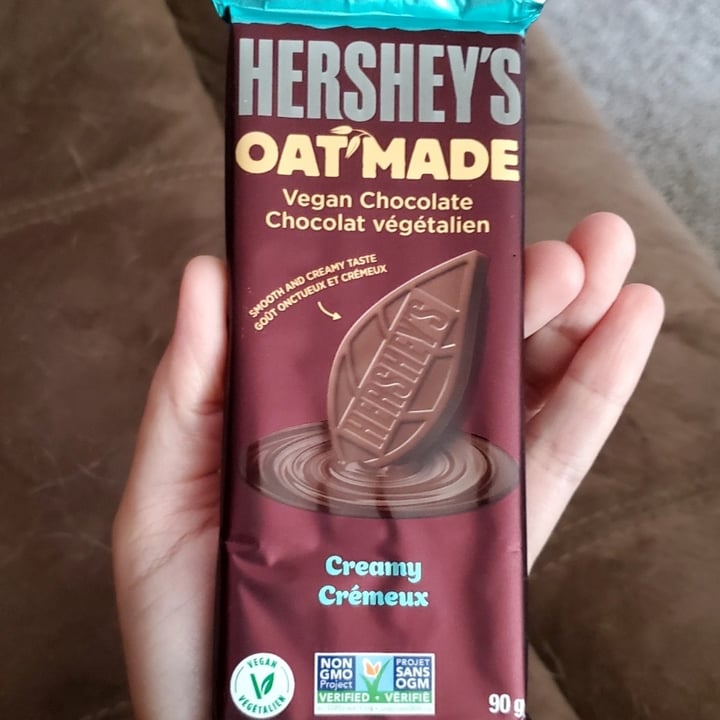 HERSHEY'S
OAT MADE
Vegan Chocolate
Chocolat végétalien
SMOOTH AND CREAMY TASTE
GOÛT ONCTUEUX ET CRÉMEUX
HERSHEY'S
Creamy
Crémeux
VEGAN
VÉGÉTALIEN
NON
GMO
Project
VERIFIED
PROJET
SANS
OGM
VÉRIFIÉ
90 g